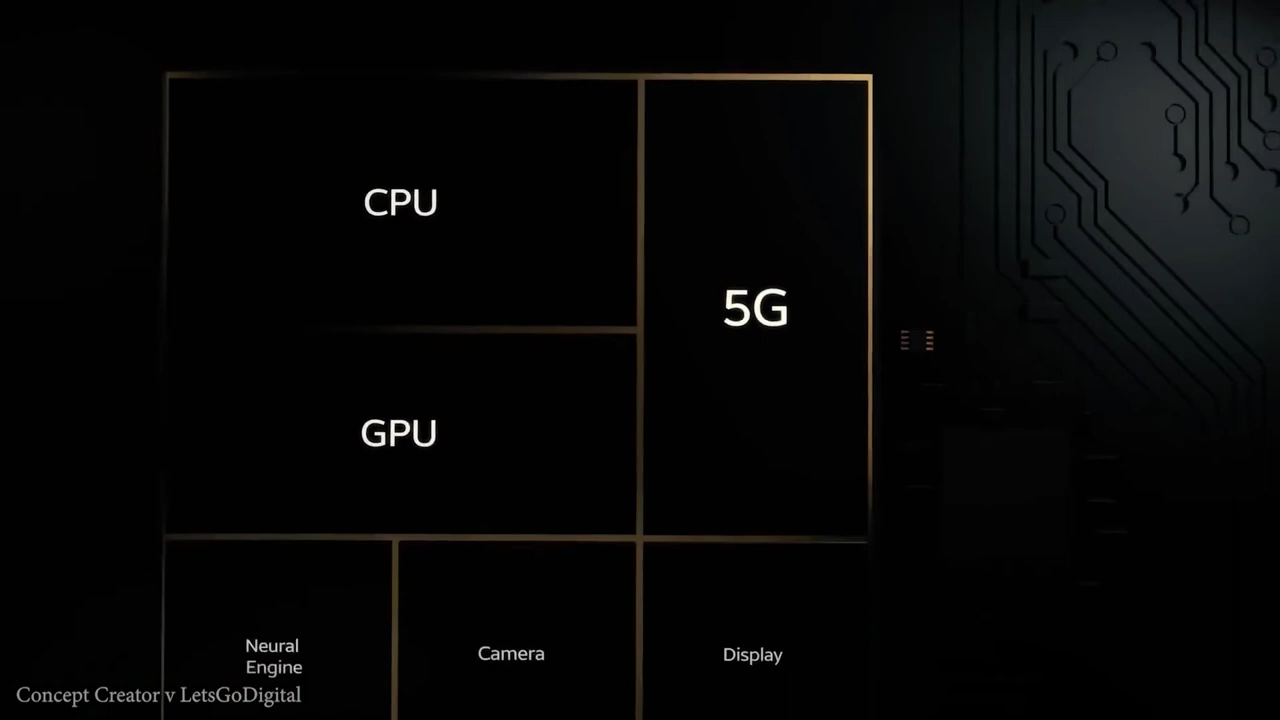 CPU
5G
GPU
Neural
Engine
Camera
Display
Concept Creator v LetsGoDigital